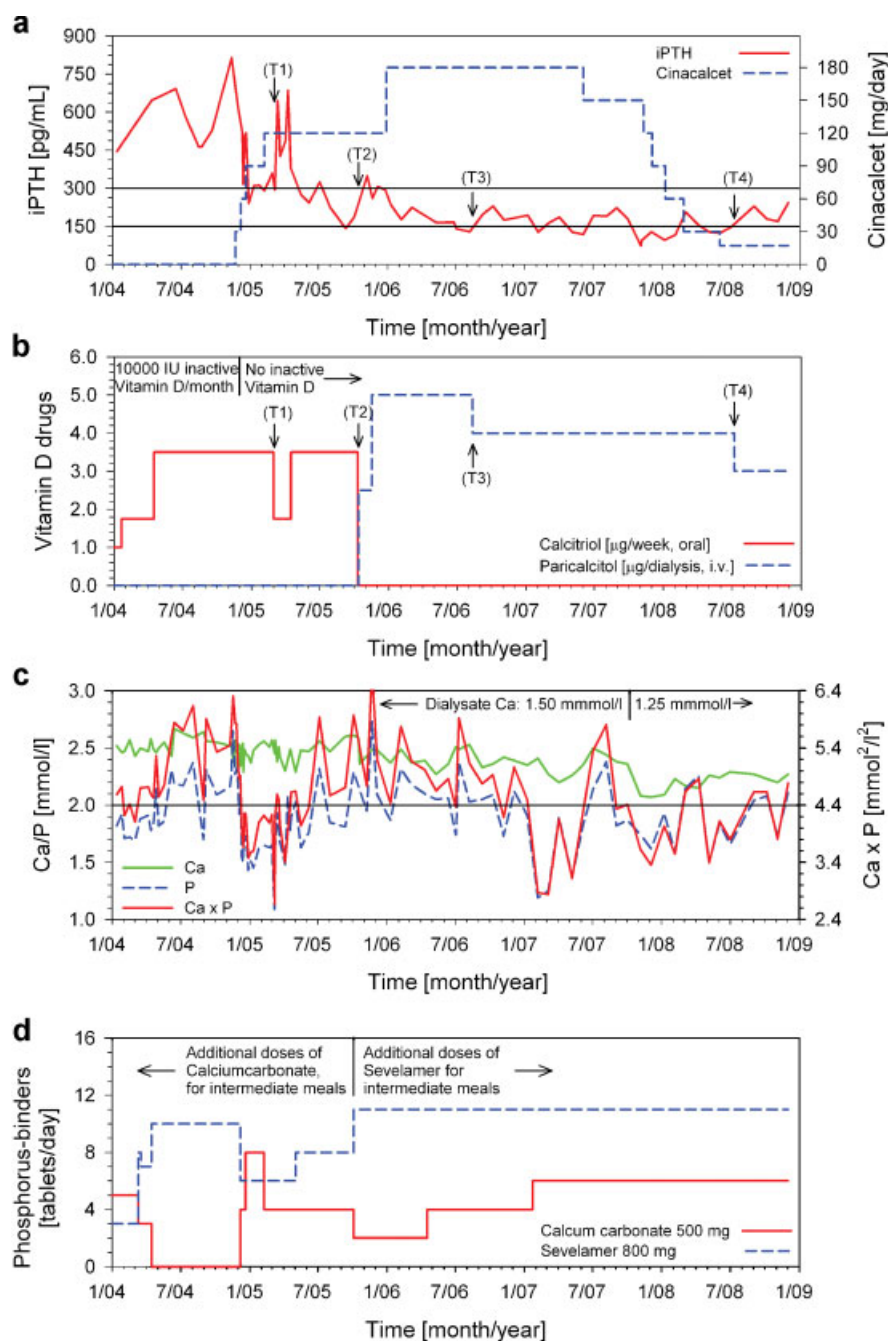 a
900
750
600
450
300
150
0
iPTH [pg/mL]
(T1)
(T2)
(T3)
(T4)
iPTH
Cinacalcet
180
150
120
90
60
30
0
Cinacalcet [mg/day]
1/04 7/04 1/05 7/05 1/06 7/06 1/07 7/07 1/08 7/08 1/09
Time [month/year]
b
6.0
5.0
4.0
3.0
2.0
1.0
0.0
Vitamin D drugs
10000 IU inactive
Vitamin D/month
No inactive
Vitamin D
(T1)
(T2)
(T3)
(T4)
Calcitriol [µg/week, oral]
Paricalcitol [µg/dialysis, i.v.]
1/04 7/04 1/05 7/05 1/06 7/06 1/07 7/07 1/08 7/08 1/09
Time [month/year]
c
3.0
2.5
2.0
1.5
1.0
Ca/P [mmol/l]
Dialysate Ca: 1.50 mmmol/l
1.25 mmmol/l
Ca
P
Ca x P
6.4
5.4
4.4
3.4
2.4
Ca x P [mmol²/l²]
1/04 7/04 1/05 7/05 1/06 7/06 1/07 7/07 1/08 7/08 1/09
Time [month/year]
d
16
12
8
4
0
Phosphorus-binders
[tablets/day]
Additional doses of
Calciumcarbonate,
for intermediate meals
Additional doses of
Sevelamer for
intermediate meals
Calcum carbonate 500 mg
Sevelamer 800 mg
1/04 7/04 1/05 7/05 1/06 7/06 1/07 7/07 1/08 7/08 1/09
Time [month/year]